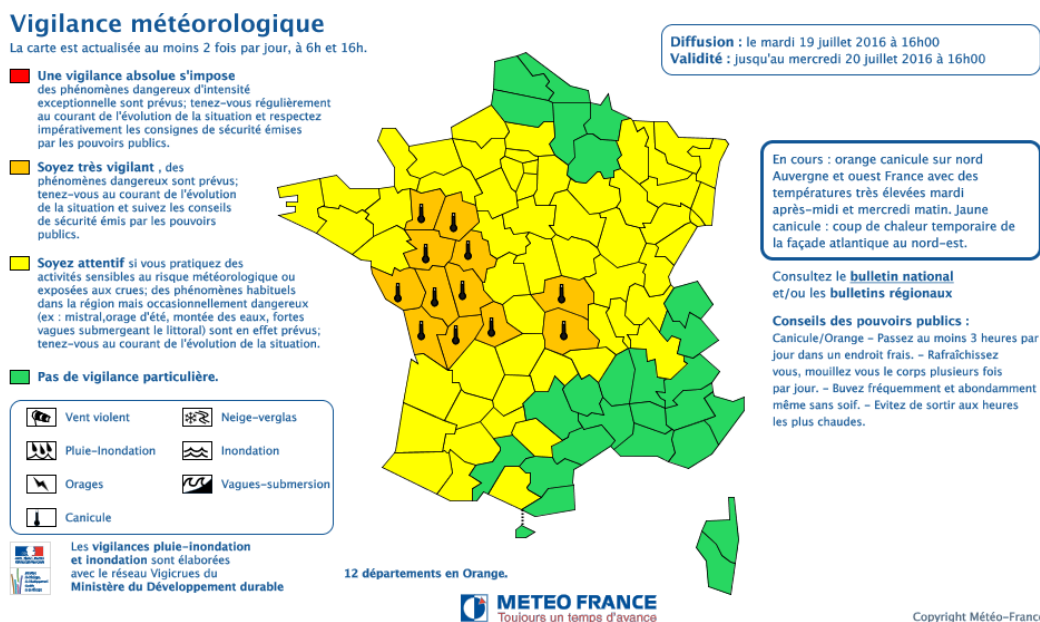 Vigilance météorologique
La carte est actualisée au moins 2 fois par jour, à 6h et 16h.
Diffusion : le mardi 19 juillet 2016 à 16h00
Validité : jusqu'au mercredi 20 juillet 2016 à 16h00
Une vigilance absolue s'impose
des phénomènes dangereux d'intensité
exceptionnelle sont prévus; tenez-vous régulièrement
au courant de l'évolution de la situation et respectez
impérativement les consignes de sécurité émises
par les pouvoirs publics.
Soyez très vigilant , des
phénomènes dangereux sont prévus;
tenez-vous au courant de l'évolution
de la situation et suivez les conseils
de sécurité émis par les pouvoirs
publics.
Soyez attentif si vous pratiquez des
activités sensibles au risque météorologique ou
exposées aux crues; des phénomènes habituels
dans la région mais occasionnellement dangereux
(ex : mistral,orage d'été, montée des eaux, fortes
vagues submergeant le littoral) sont en effet prévus;
tenez-vous au courant de l'évolution de la situation.
Pas de vigilance particulière.
Vent violent
Neige-verglas
Pluie-Inondation
Inondation
Orages
Vagues-submersion
Canicule
Les vigilances pluie-inondation
et inondation sont élaborées
avec le réseau Vigicrues du
Ministère du Développement durable
En cours : orange canicule sur nord
Auvergne et ouest France avec des
températures très élevées mardi
après-midi et mercredi matin. Jaune
canicule : coup de chaleur temporaire de
la façade atlantique au nord-est.
Consultez le bulletin national
et/ou les bulletins régionaux
Conseils des pouvoirs publics :
Canicule/Orange - Passez au moins 3 heures par
jour dans un endroit frais. - Rafraîchissez
vous, mouillez vous le corps plusieurs fois
par jour. - Buvez fréquemment et abondamment
même sans soif. - Evitez de sortir aux heures
les plus chaudes.
12 départements en Orange.
METEO FRANCE
Toujours un temps d'avance
Copyright Météo-France